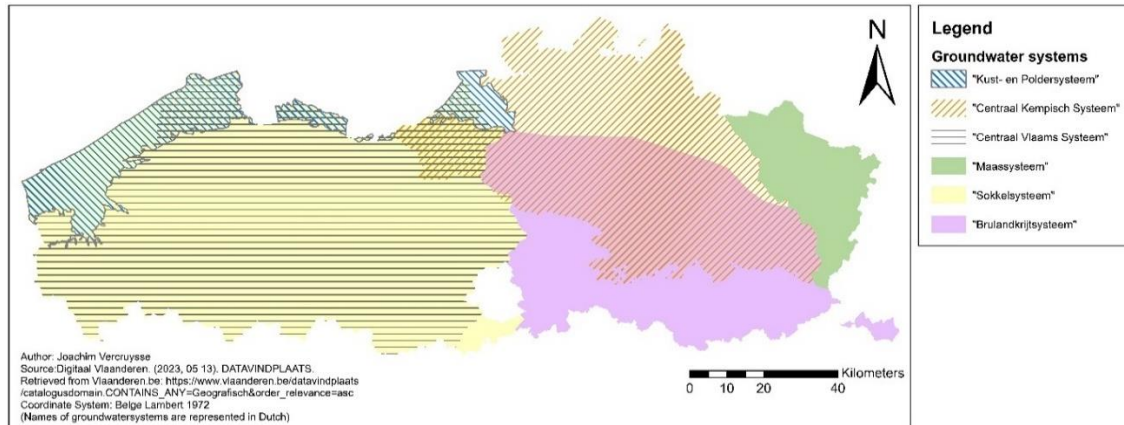 N
Legend
Groundwater systems
"Kust- en Poldersysteem"
"Centraal Kempisch Systeem"
"Centraal Vlaams Systeem"
"Maassysteem"
"Sokkelsysteem"
"Brulandkrijtsysteem"
Author: Joachim Vercruysse
Source:Digitaal Vlaanderen. (2023, 05 13). DATAVINDPLAATS.
Retrieved from Vlaanderen.be: https://www.vlaanderen.be/datavindplaats
/catalogusdomain.CONTAINS_ANY=Geografisch&order_relevance=asc
Coordinate System: Belge Lambert 1972
(Names of groundwatersystems are represented in Dutch)
Kilometers
0 5 10 20 30 40